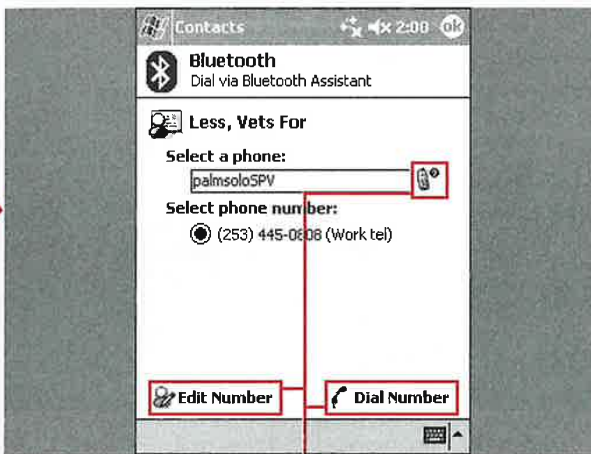 Contacts 2:08 ok
Bluetooth
Dial via Bluetooth Assistant
Less, Vets For
Select a phone:
palmsoloSPV
Select phone number:
(253) 445-0808 (Work tel)
Edit Number Dial Number